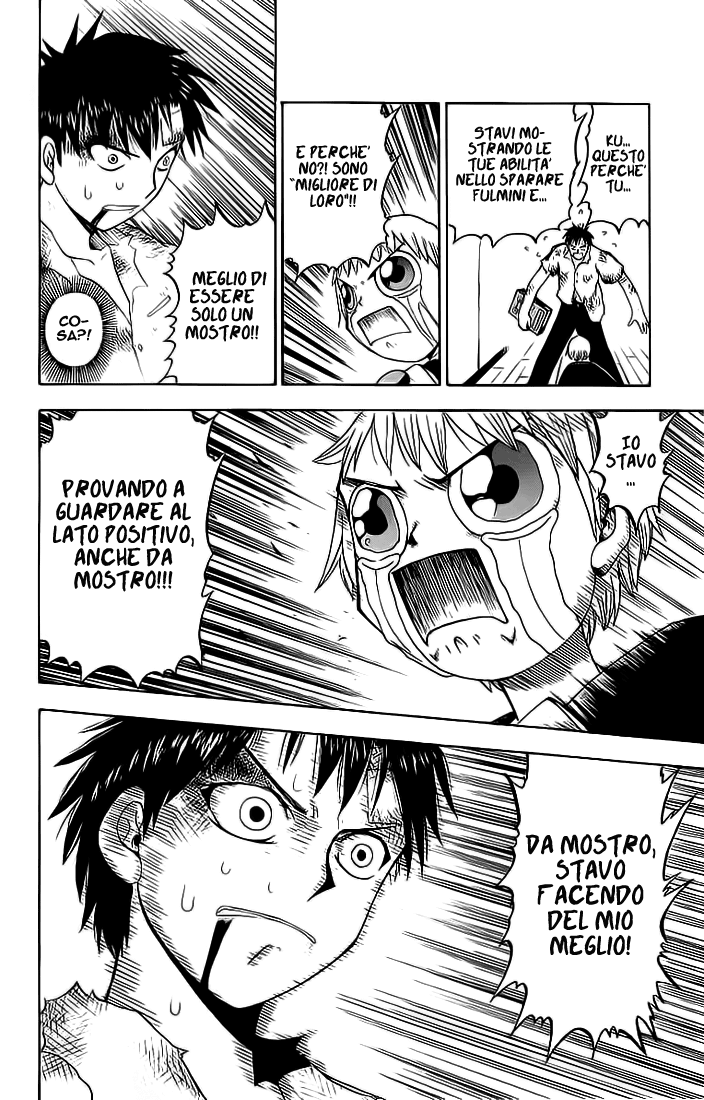 KU...
QUESTO
PERCHE'
TU...
STAVI MO-
STRANDO LE
TUE ABILITA'
NELLO SPARARE
FULMINI E...
E PERCHE'
NO?! SONO
"MIGLIORE DI
LORO"!!
MEGLIO DI
ESSERE
SOLO UN
MOSTRO!!
CO-
SA?!
IO
STAVO
...
PROVANDO A
GUARDARE AL
LATO POSITIVO,
ANCHE DA
MOSTRO!!!
DA MOSTRO,
STAVO
FACENDO
DEL MIO
MEGLIO!